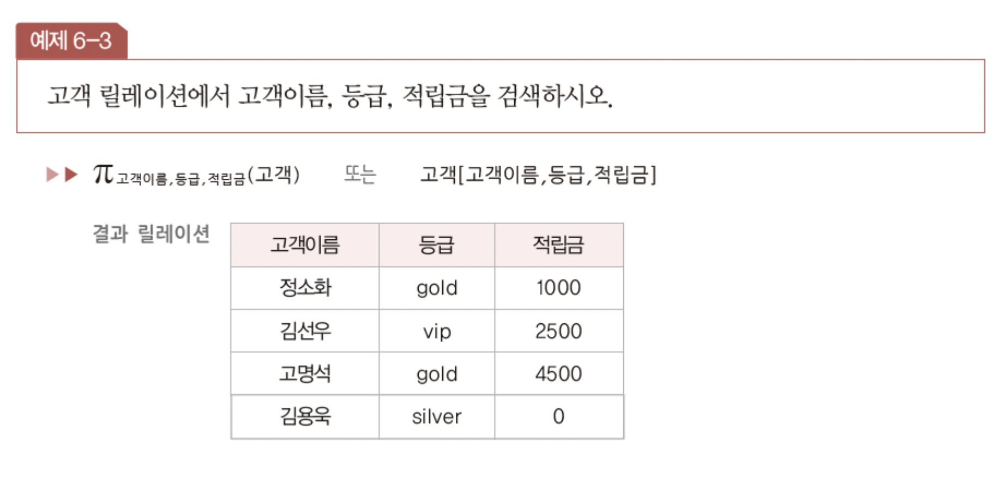 예제 6-3
고객 릴레이션에서 고객이름, 등급, 적립금을 검색하시오.
π고객이름,등급,적립금(고객) 또는 고객[고객이름,등급,적립금]
결과 릴레이션
고객이름 등급 적립금
정소화 gold 1000
김선우 vip 2500
고명석 gold 4500
김용욱 silver 0